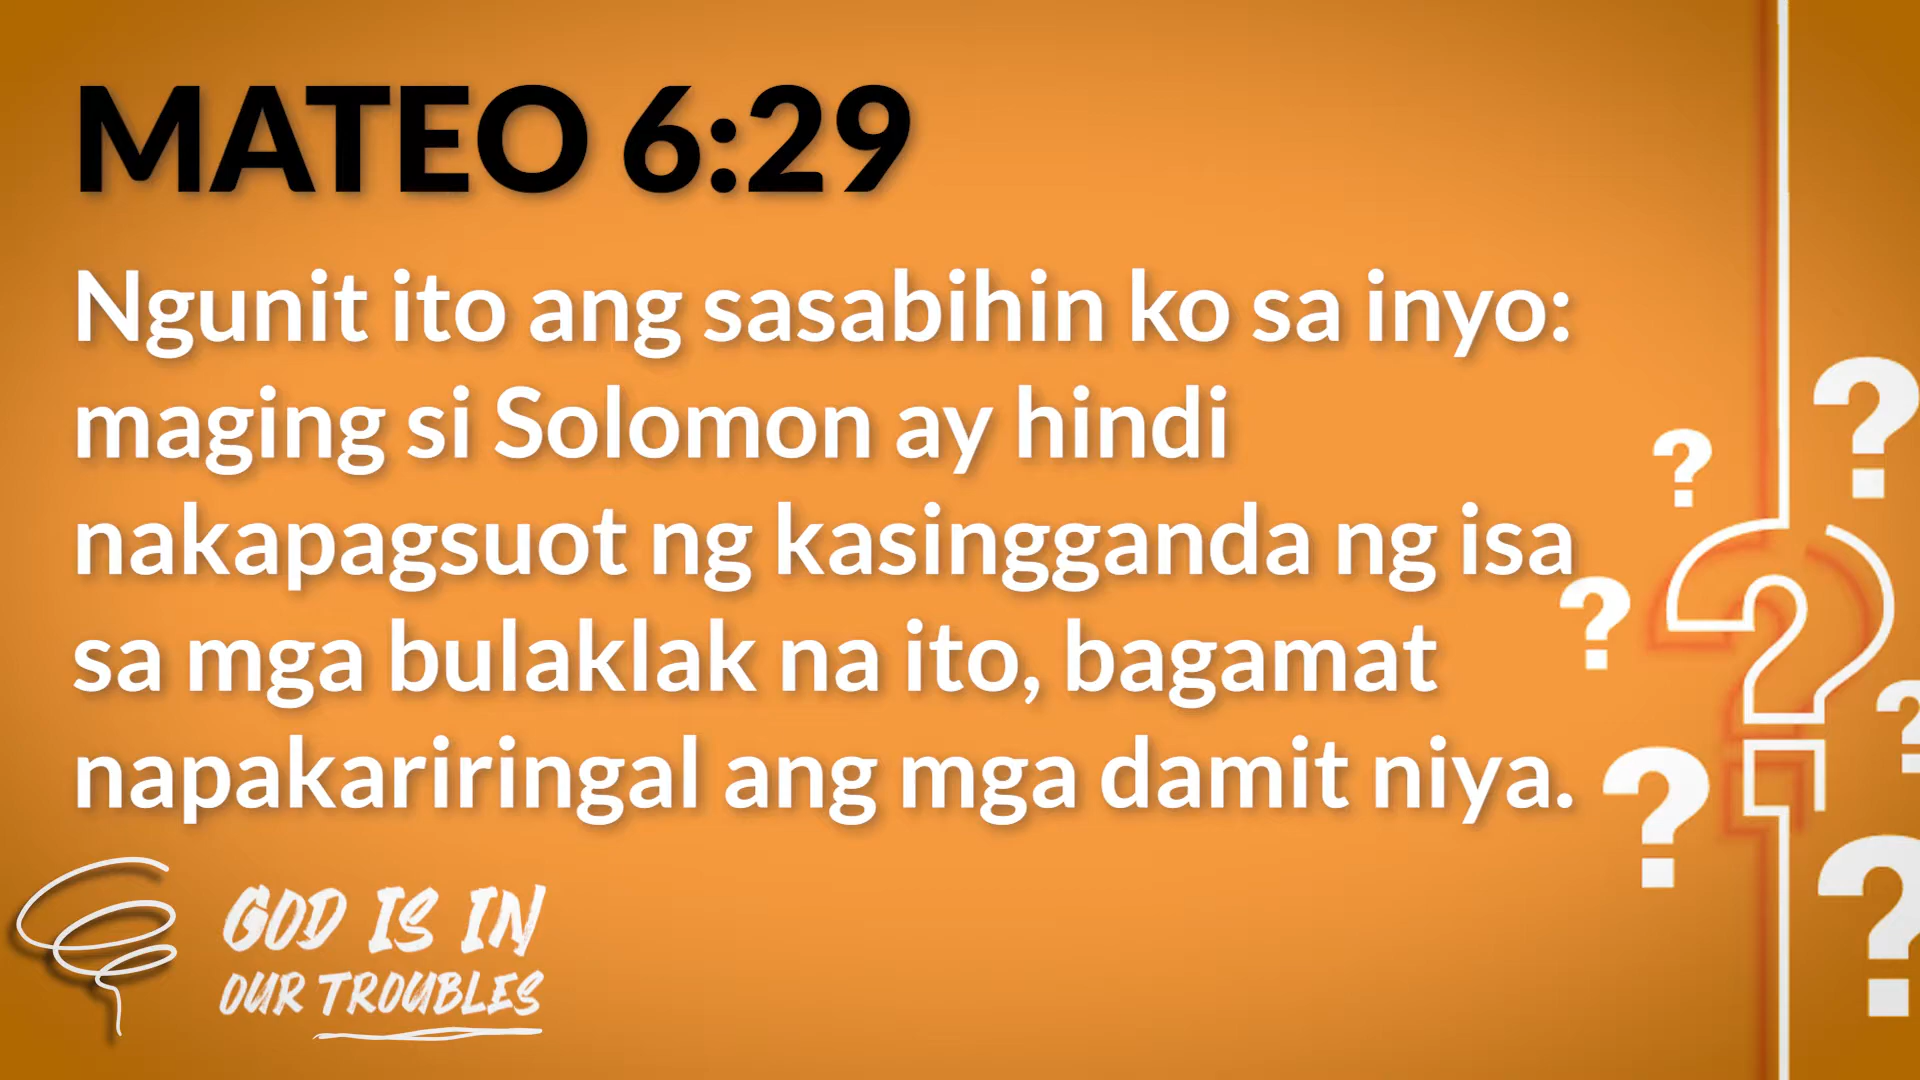 MATEO 6:29
Ngunit ito ang sasabihin ko sa inyo:
maging si Solomon ay hindi
nakapagsuot ng kasingganda ng isa
sa mga bulaklak na ito, bagamat
napakariringal ang mga damit niya.
GOD IS IN
OUR TROUBLES